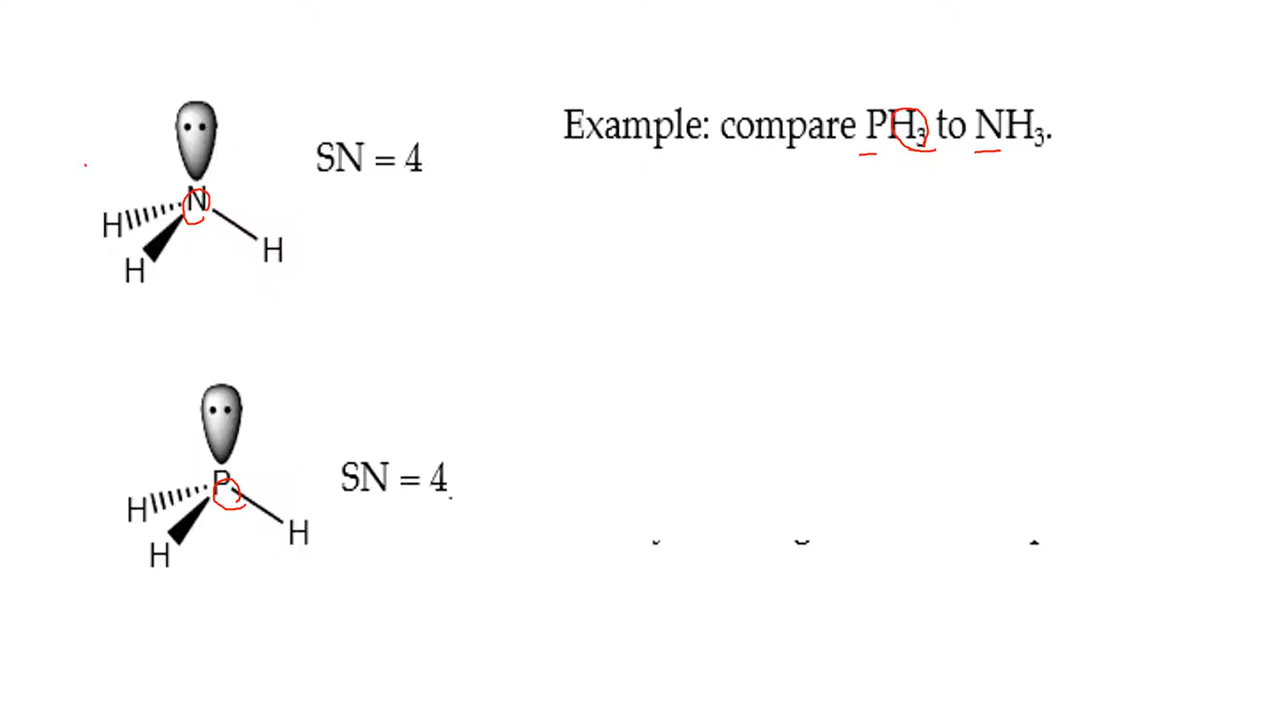 Example: compare PH₃ to NH₃.
SN = 4
N
H
H
H
SN = 4
P
H
H
H